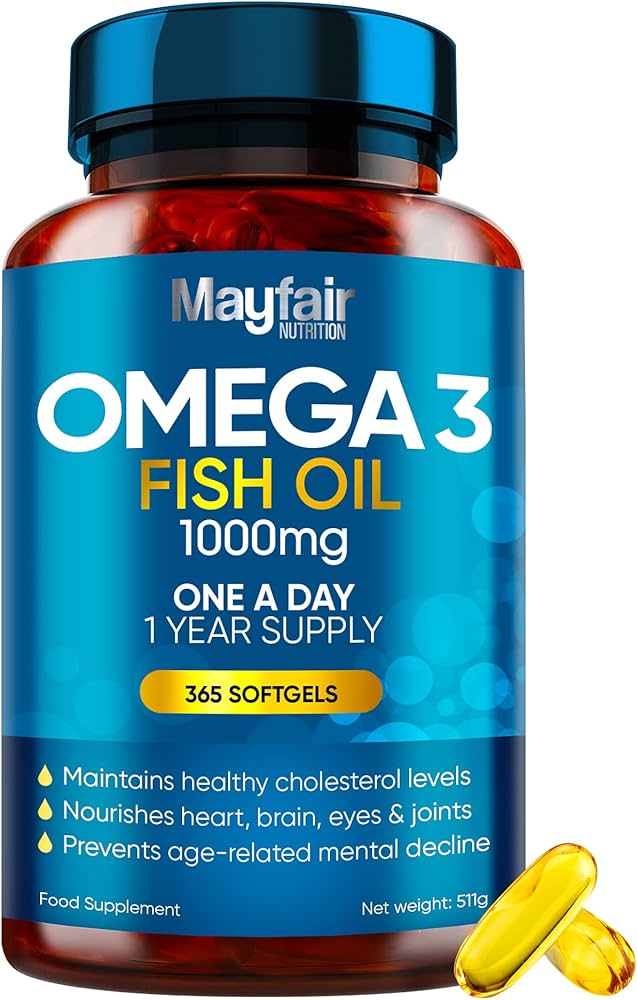 Mayfair
NUTRITION
OMEGA 3
FISH OIL
1000mg
ONE A DAY
1 YEAR SUPPLY
365 SOFTGELS
Maintains healthy cholesterol levels
Nourishes heart, brain, eyes & joints
Prevents age-related mental decline
Food Supplement
Net weight: 511g